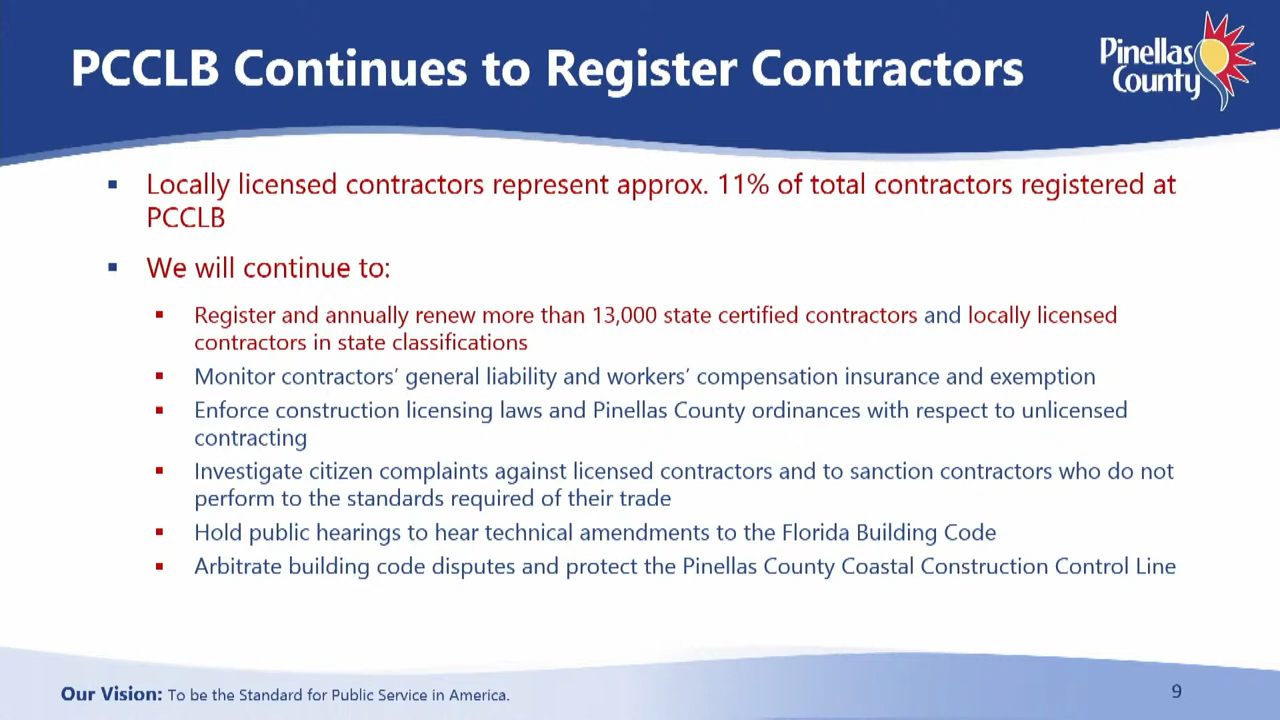 PCCLB Continues to Register Contractors
Pinellas
County
▪ Locally licensed contractors represent approx. 11% of total contractors registered at
PCCLB
▪ We will continue to:
▪ Register and annually renew more than 13,000 state certified contractors and locally licensed
contractors in state classifications
▪ Monitor contractors’ general liability and workers’ compensation insurance and exemption
▪ Enforce construction licensing laws and Pinellas County ordinances with respect to unlicensed
contracting
▪ Investigate citizen complaints against licensed contractors and to sanction contractors who do not
perform to the standards required of their trade
▪ Hold public hearings to hear technical amendments to the Florida Building Code
▪ Arbitrate building code disputes and protect the Pinellas County Coastal Construction Control Line
Our Vision: To be the Standard for Public Service in America.
9